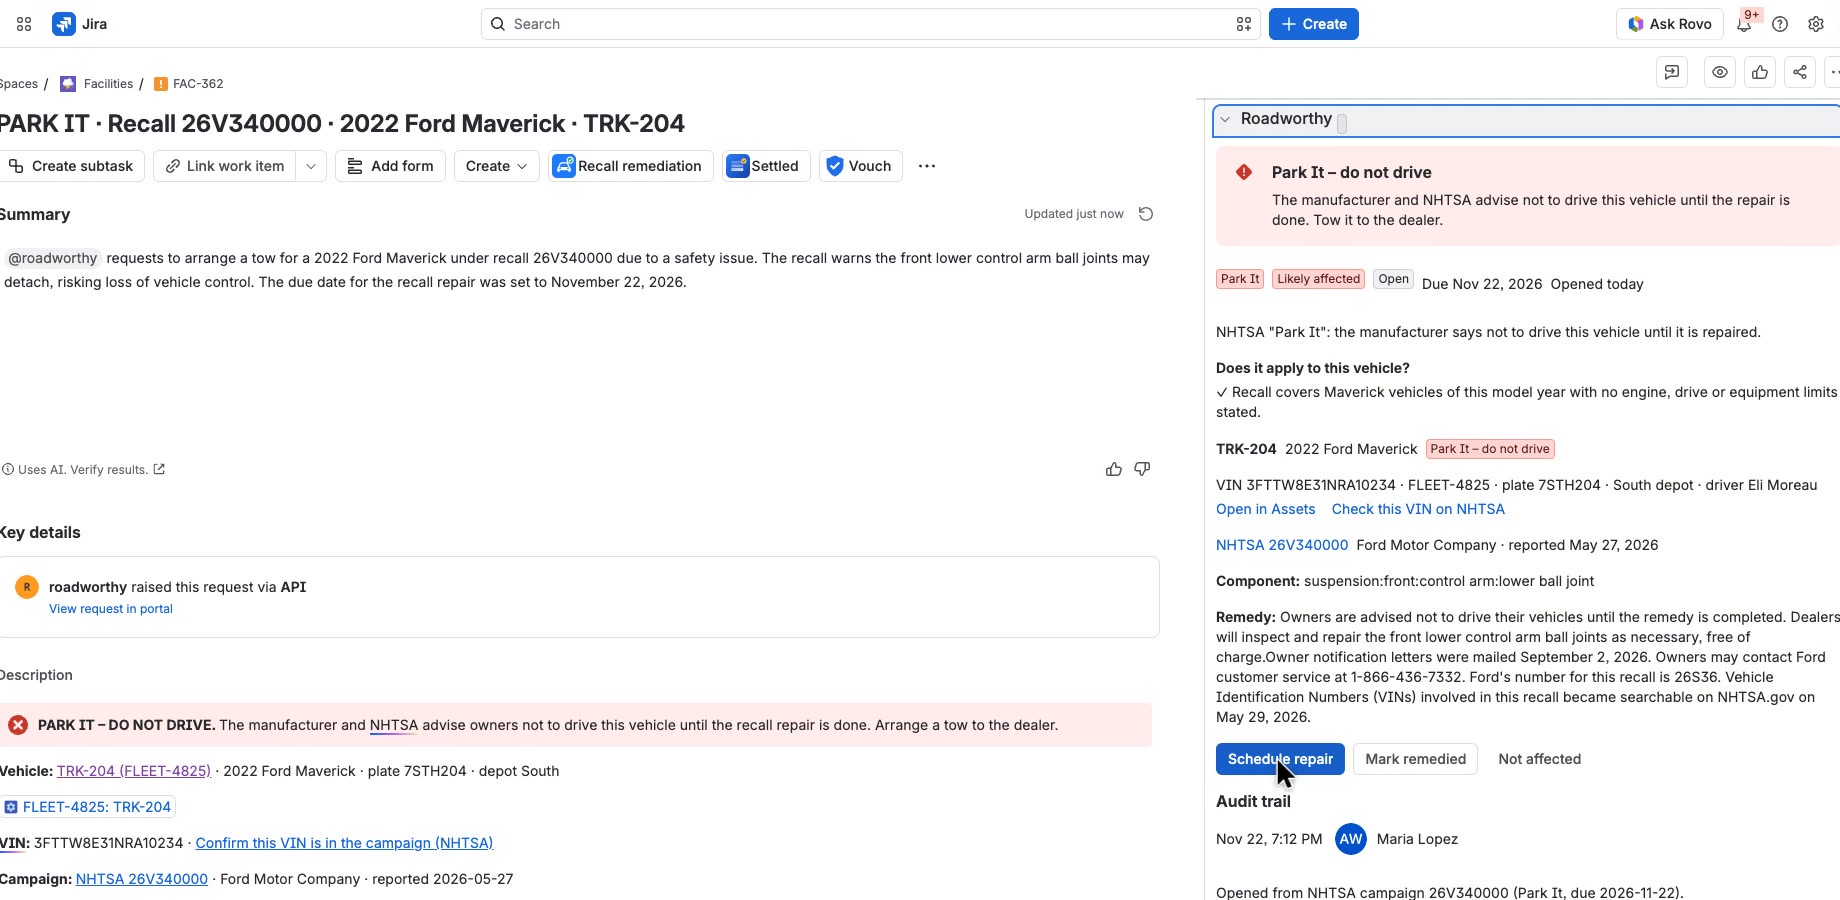 Jira
Search
Create
Ask Rovo
9+
Spaces / Facilities / FAC-362
PARK IT · Recall 26V340000 · 2022 Ford Maverick · TRK-204
Create subtask
Link work item
Add form
Create
Recall remediation
Settled
Vouch
Summary
Updated just now
@roadworthy requests to arrange a tow for a 2022 Ford Maverick under recall 26V340000 due to a safety issue. The recall warns the front lower control arm ball joints may
detach, risking loss of vehicle control. The due date for the recall repair was set to November 22, 2026.
Uses AI. Verify results.
Key details
R
roadworthy raised this request via API
View request in portal
Description
PARK IT – DO NOT DRIVE. The manufacturer and NHTSA advise owners not to drive this vehicle until the recall repair is done. Arrange a tow to the dealer.
Vehicle: TRK-204 (FLEET-4825) · 2022 Ford Maverick · plate 7STH204 · depot South
FLEET-4825: TRK-204
VIN: 3FTTW8E31NRA10234 · Confirm this VIN is in the campaign (NHTSA)
Campaign: NHTSA 26V340000 · Ford Motor Company · reported 2026-05-27
Roadworthy
Park It – do not drive
The manufacturer and NHTSA advise not to drive this vehicle until the repair is
done. Tow it to the dealer.
Park It Likely affected Open Due Nov 22, 2026 Opened today
NHTSA "Park It": the manufacturer says not to drive this vehicle until it is repaired.
Does it apply to this vehicle?
✓ Recall covers Maverick vehicles of this model year with no engine, drive or equipment limits
stated.
TRK-204 2022 Ford Maverick Park It – do not drive
VIN 3FTTW8E31NRA10234 · FLEET-4825 · plate 7STH204 · South depot · driver Eli Moreau
Open in Assets Check this VIN on NHTSA
NHTSA 26V340000 Ford Motor Company · reported May 27, 2026
Component: suspension:front:control arm:lower ball joint
Remedy: Owners are advised not to drive their vehicles until the remedy is completed. Dealers
will inspect and repair the front lower control arm ball joints as necessary, free of
charge.Owner notification letters were mailed September 2, 2026. Owners may contact Ford
customer service at 1-866-436-7332. Ford's number for this recall is 26S36. Vehicle
Identification Numbers (VINs) involved in this recall became searchable on NHTSA.gov on
May 29, 2026.
Schedule repair
Mark remedied
Not affected
Audit trail
Nov 22, 7:12 PM AW Maria Lopez
Opened from NHTSA campaign 26V340000 (Park It, due 2026-11-22).